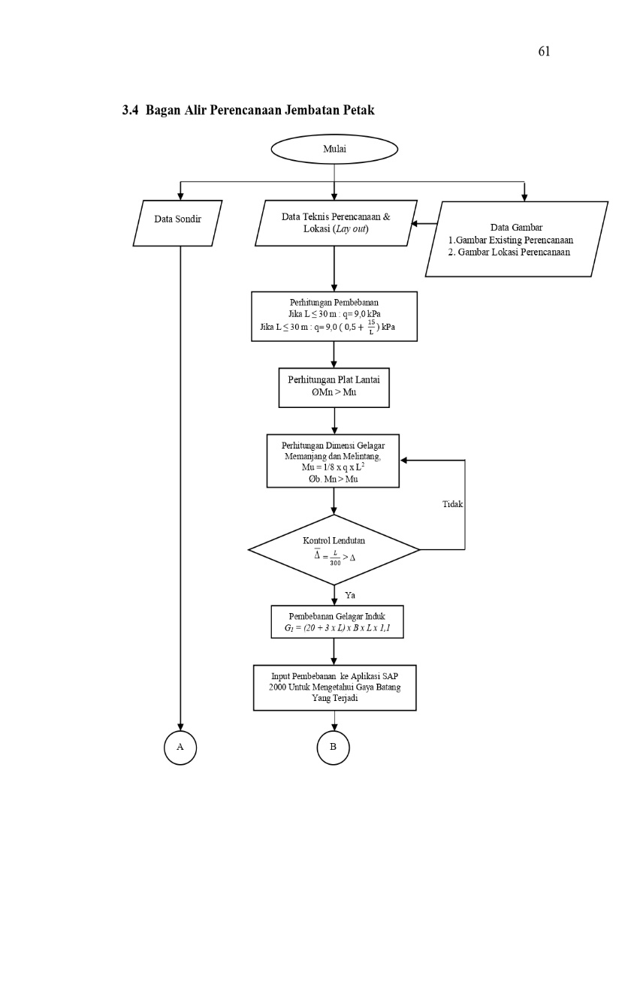 61
3.4 Bagan Alir Perencanaan Jembatan Petak
Mulai
Data Sondir
Data Teknis Perencanaan &
Lokasi (Lay out)
Data Gambar
1.Gambar Existing Perencanaan
2. Gambar Lokasi Perencanaan
Perhitungan Pembebanan
Jika L ≤ 30 m : q= 9,0 kPa
Jika L ≤ 30 m : q= 9,0 ( 0,5 + 15/L ) kPa
Perhitungan Plat Lantai
ØMn > Mu
Perhitungan Dimensi Gelagar
Memanjang dan Melintang,
Mu = 1/8 x q x L²
Øb. Mn > Mu
Tidak
Kontrol Lendutan
Δ̅ = L/300 > Δ
Ya
Pembebanan Gelagar Induk
G₁ = (20 + 3 x L) x B x L x 1,1
Input Pembebanan ke Aplikasi SAP
2000 Untuk Mengetahui Gaya Batang
Yang Terjadi
A
B